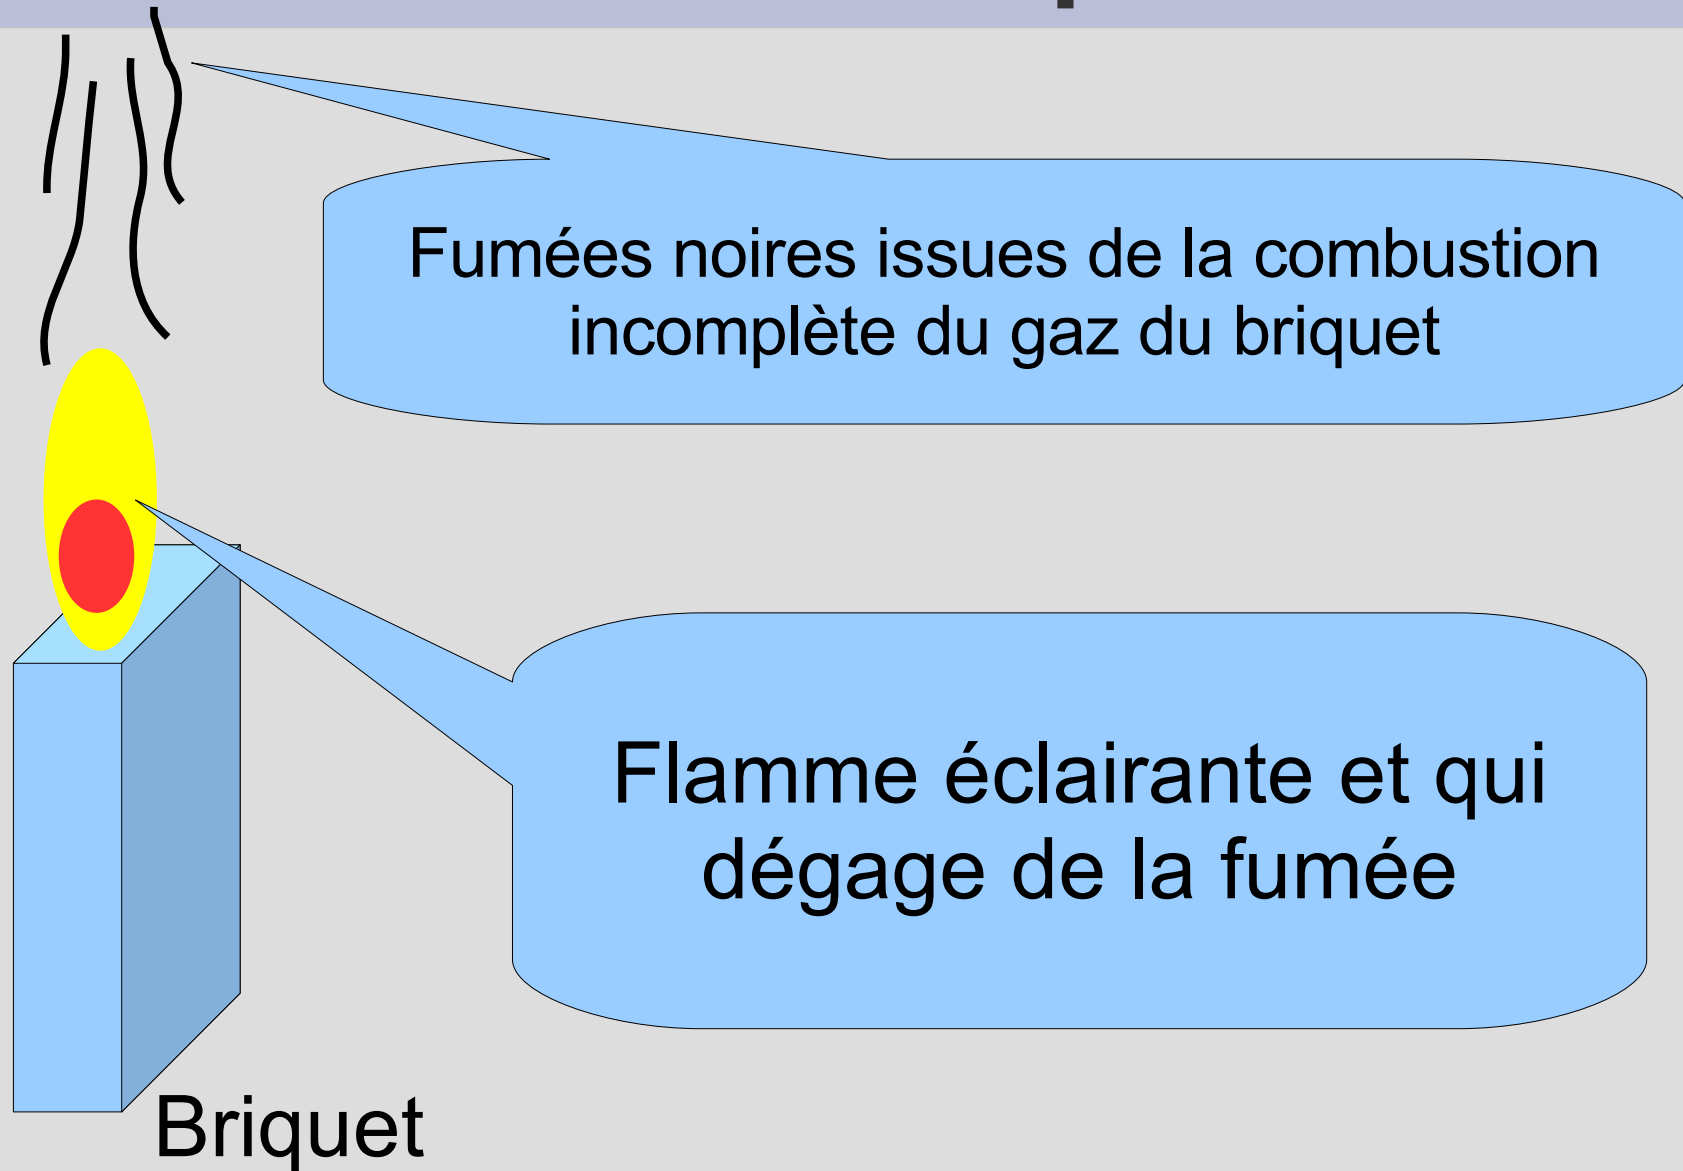 Fumées noires issues de la combustion
incomplète du gaz du briquet
Flamme éclairante et qui
dégage de la fumée
Briquet